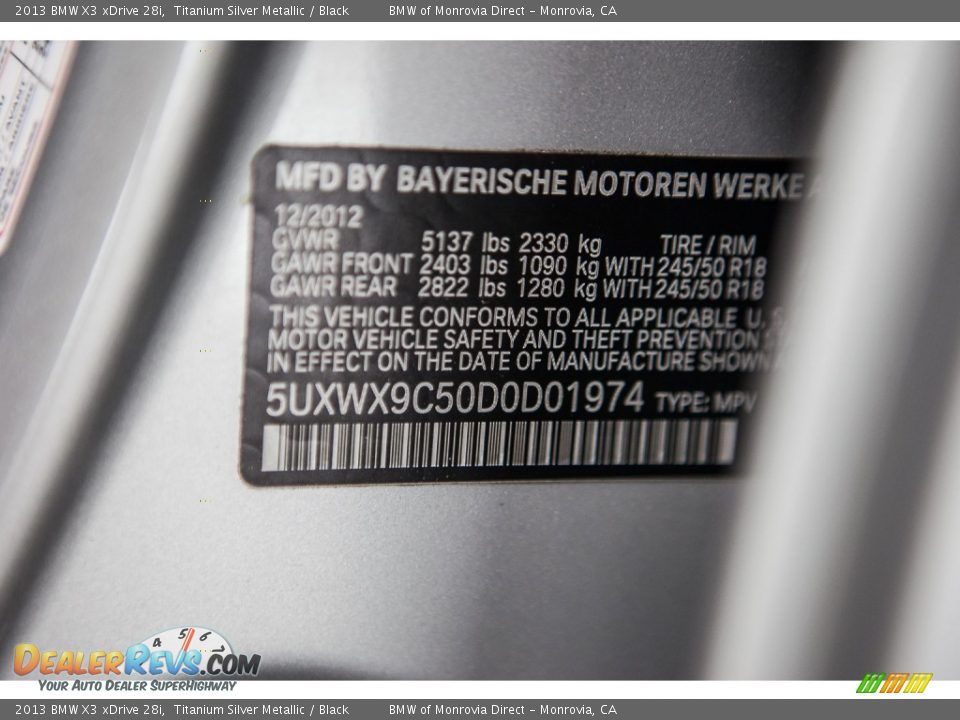 2013 BMW X3 xDrive 28i, Titanium Silver Metallic / Black BMW of Monrovia Direct - Monrovia, CA
MFD BY BAYERISCHE MOTOREN WERKE
12/2012
GVWR 5137 lbs 2330 kg TIRE / RIM
GAWR FRONT 2403 lbs 1090 kg WITH 245/50 R18
GAWR REAR 2822 lbs 1280 kg WITH 245/50 R18
THIS VEHICLE CONFORMS TO ALL APPLICABLE U.
MOTOR VEHICLE SAFETY AND THEFT PREVENTION
IN EFFECT ON THE DATE OF MANUFACTURE SHOWN
5UXWX9C50D0D01974 TYPE: MPV
4 5 6
DEALERREVS.COM
YOUR AUTO DEALER SUPERHIGHWAY
2013 BMW X3 xDrive 28i, Titanium Silver Metallic / Black BMW of Monrovia Direct - Monrovia, CA